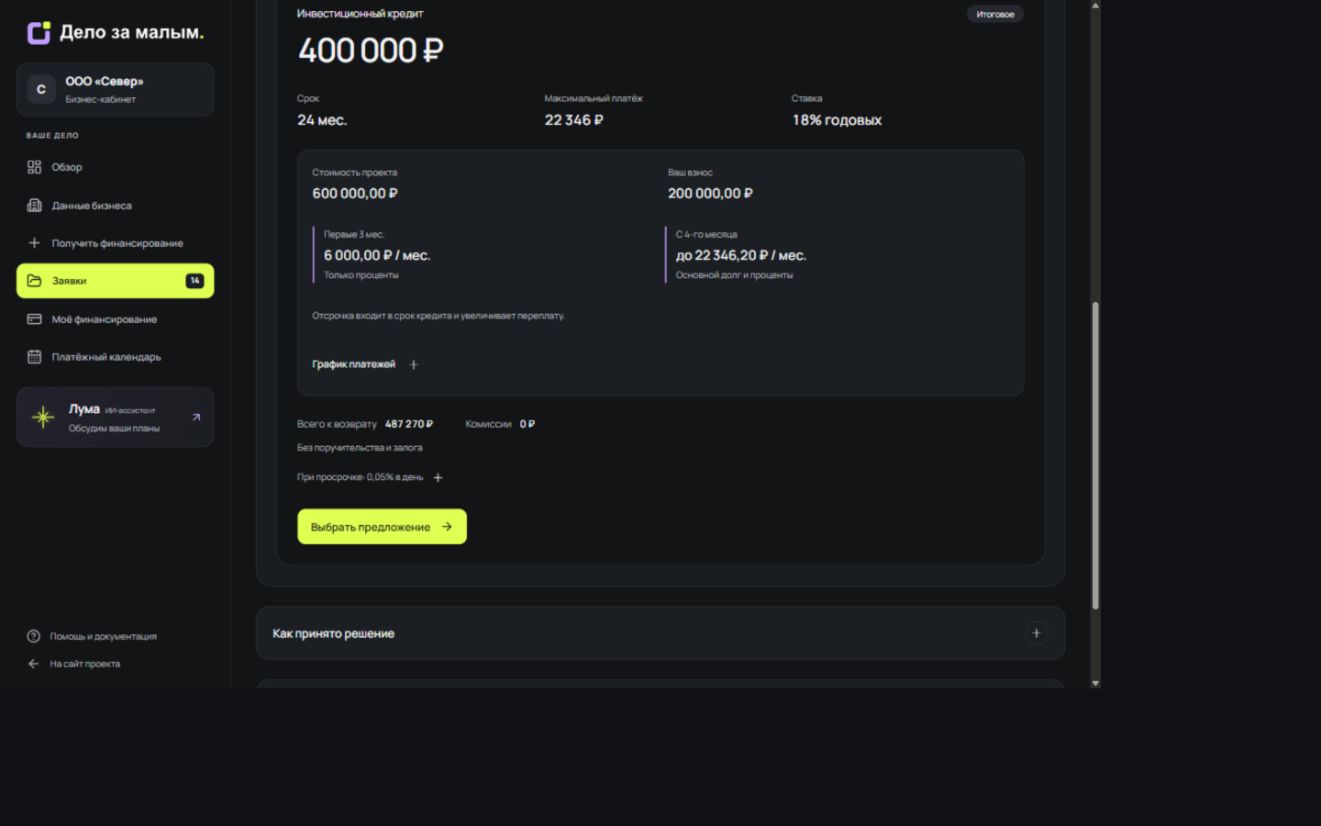 Дело за малым.
С
ООО «Север»
Бизнес-кабинет
ВАШЕ ДЕЛО
Обзор
Данные бизнеса
Получить финансирование
Заявки 14
Моё финансирование
Платёжный календарь
Лума ИИ-ассистент
Обсудим ваши планы
Помощь и документация
На сайт проекта
Инвестиционный кредит Итоговое
400 000 ₽
Срок Максимальный платёж Ставка
24 мес. 22 346 ₽ 18% годовых
Стоимость проекта Ваш взнос
600 000,00 ₽ 200 000,00 ₽
Первые 3 мес. С 4-го месяца
6 000,00 ₽ / мес. до 22 346,20 ₽ / мес.
Только проценты Основной долг и проценты
Отсрочка входит в срок кредита и увеличивает переплату.
График платежей +
Всего к возврату 487 270 ₽ Комиссии 0 ₽
Без поручительства и залога
При просрочке: 0,05% в день +
Выбрать предложение →
Как принято решение +